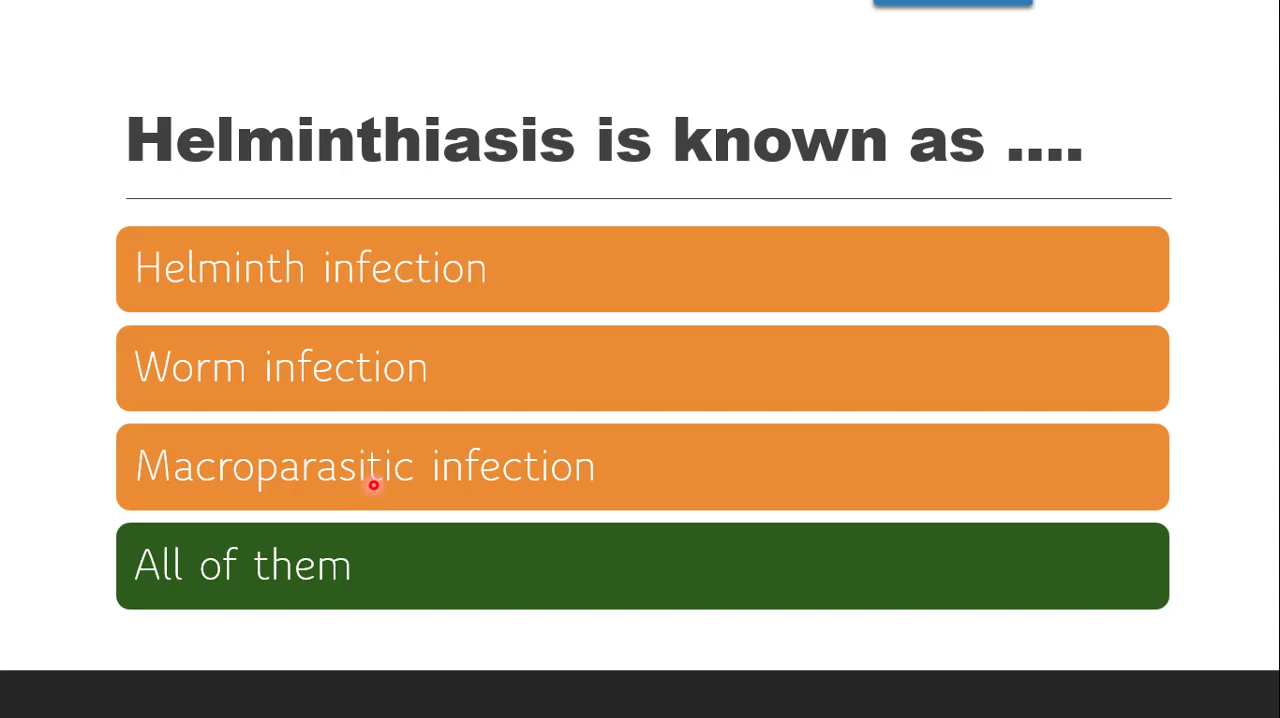 Helminthiasis is known as ....
Helminth infection
Worm infection
Macroparasitic infection
All of them